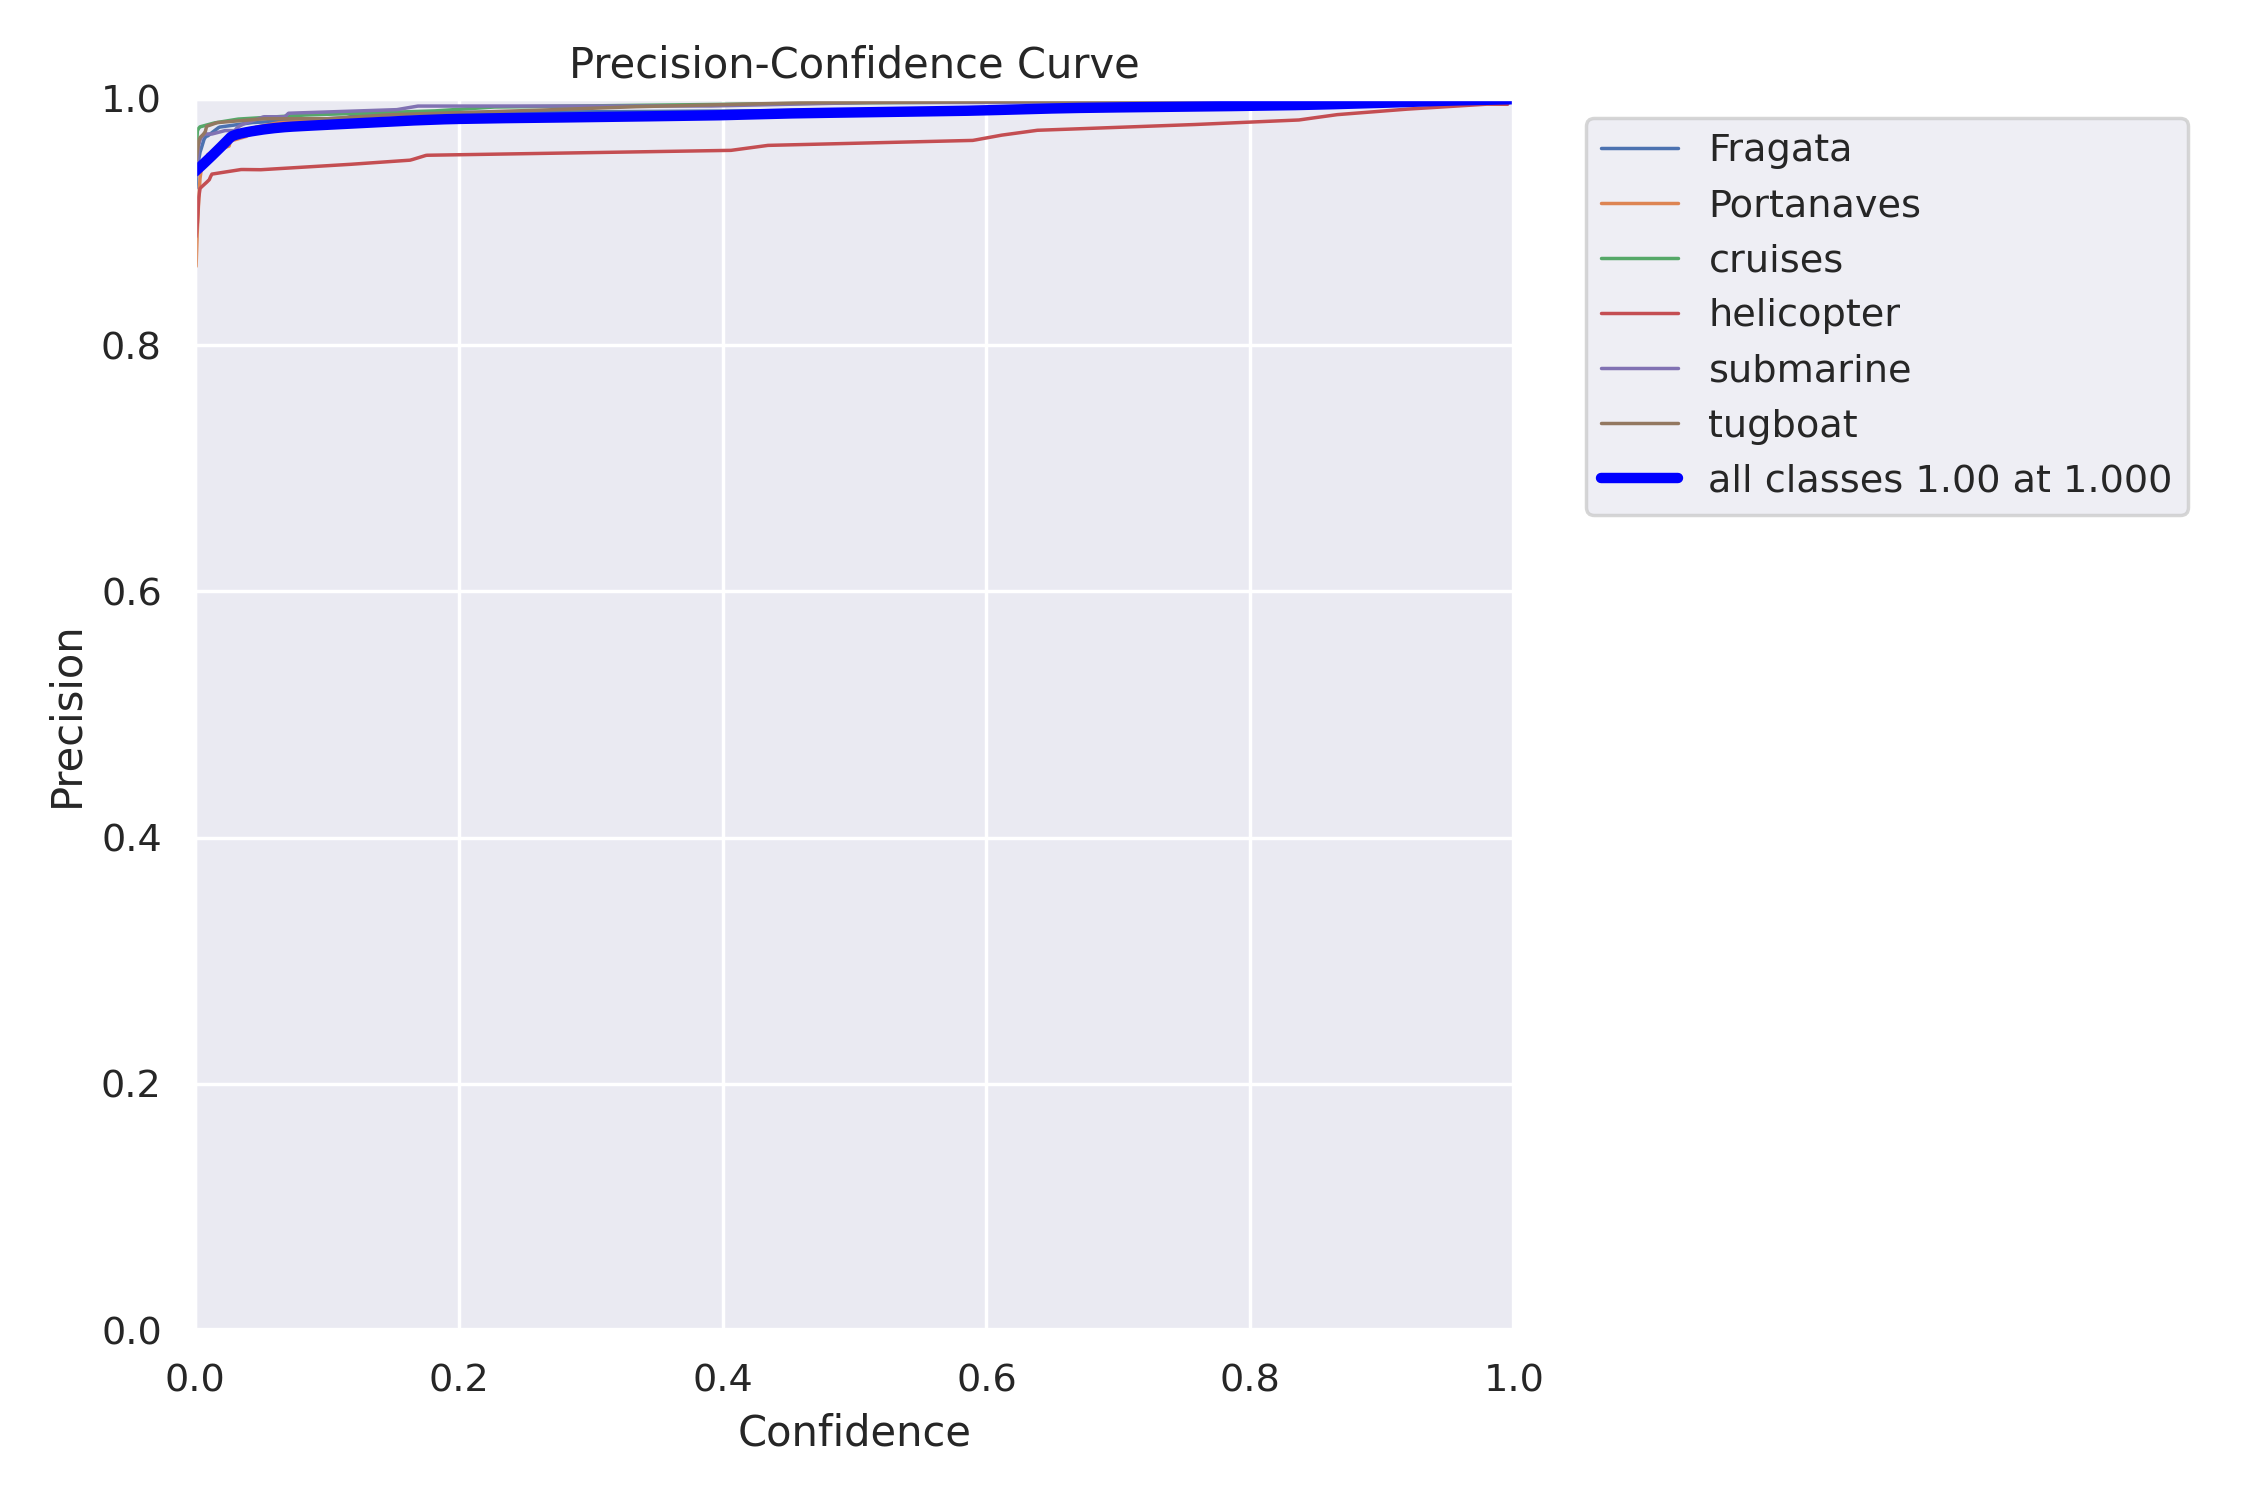 Precision-Confidence Curve
1.0
0.8
0.6
0.4
0.2
0.0
Precision
0.0 0.2 0.4 0.6 0.8 1.0
Confidence
Fragata
Portanaves
cruises
helicopter
submarine
tugboat
all classes 1.00 at 1.000